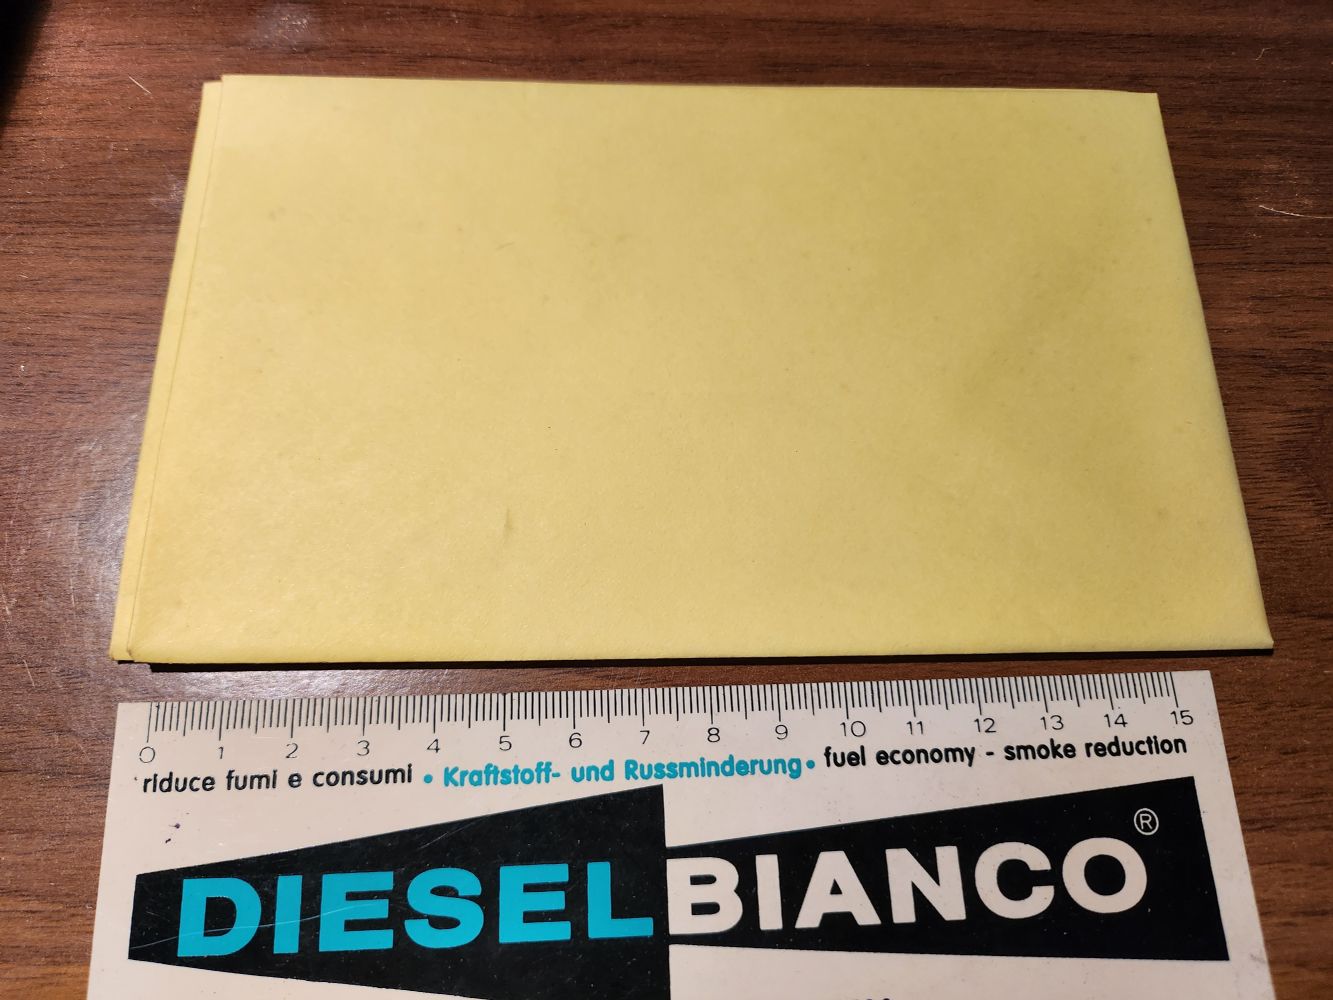 0 1 2 3 4 5 6 7 8 9 10 11 12 13 14 15
riduce fumi e consumi • Kraftstoff- und Russminderung • fuel economy - smoke reduction
DIESELBIANCO®